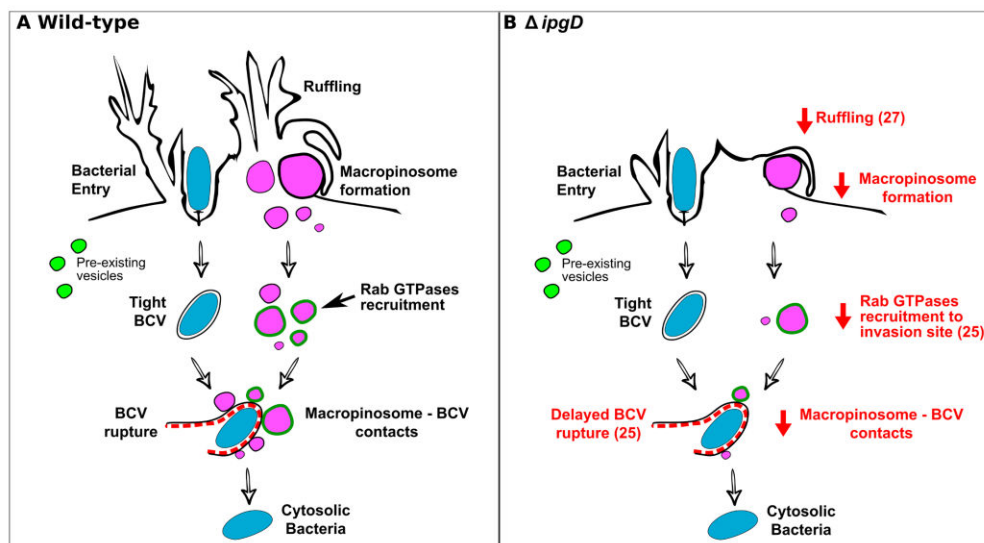 A Wild-type
Ruffling
Bacterial
Entry
Macropinosome
formation
Pre-existing
vesicles
Tight
BCV
Rab GTPases
recruitment
BCV
rupture
Macropinosome - BCV
contacts
Cytosolic
Bacteria
B Δ ipgD
Ruffling (27)
Bacterial
Entry
Macropinosome
formation
Pre-existing
vesicles
Tight
BCV
Rab GTPases
recruitment to
invasion site (25)
Delayed BCV
rupture (25)
Macropinosome - BCV
contacts
Cytosolic
Bacteria